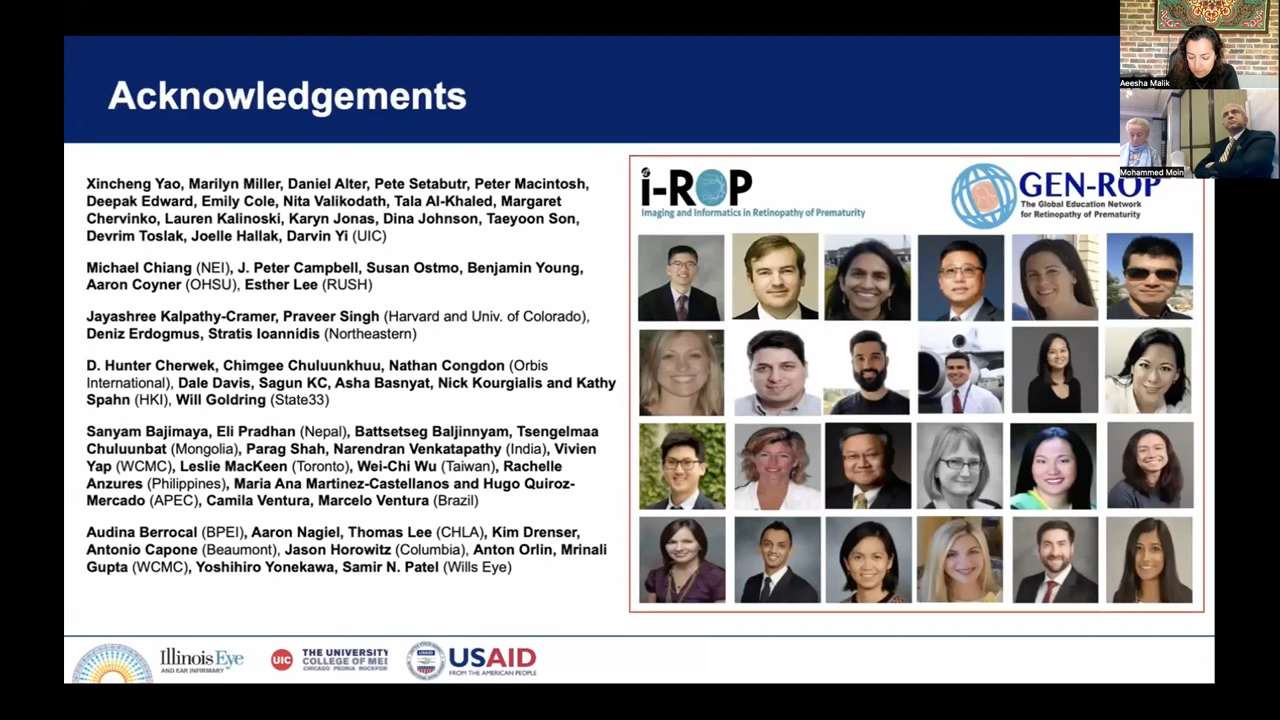 Acknowledgements
Xincheng Yao, Marilyn Miller, Daniel Alter, Pete Setabutr, Peter Macintosh,
Deepak Edward, Emily Cole, Nita Valikodath, Tala Al-Khaled, Margaret
Chervinko, Lauren Kalinoski, Karyn Jonas, Dina Johnson, Taeyoon Son,
Devrim Toslak, Joelle Hallak, Darvin Yi (UIC)
Michael Chiang (NEI), J. Peter Campbell, Susan Ostmo, Benjamin Young,
Aaron Coyner (OHSU), Esther Lee (RUSH)
Jayashree Kalpathy-Cramer, Praveer Singh (Harvard and Univ. of Colorado),
Deniz Erdogmus, Stratis Ioannidis (Northeastern)
D. Hunter Cherwek, Chimgee Chuluunkhuu, Nathan Congdon (Orbis
International), Dale Davis, Sagun KC, Asha Basnyat, Nick Kourgialis and Kathy
Spahn (HKI), Will Goldring (State33)
Sanyam Bajimaya, Eli Pradhan (Nepal), Battsetseg Baljinnyam, Tsengelmaa
Chuluunbat (Mongolia), Parag Shah, Narendran Venkatapathy (India), Vivien
Yap (WCMC), Leslie MacKeen (Toronto), Wei-Chi Wu (Taiwan), Rachelle
Anzures (Philippines), Maria Ana Martinez-Castellanos and Hugo Quiroz-
Mercado (APEC), Camila Ventura, Marcelo Ventura (Brazil)
Audina Berrocal (BPEI), Aaron Nagiel, Thomas Lee (CHLA), Kim Drenser,
Antonio Capone (Beaumont), Jason Horowitz (Columbia), Anton Orlin, Mrinali
Gupta (WCMC), Yoshihiro Yonekawa, Samir N. Patel (Wills Eye)
i-ROP
Imaging and Informatics in Retinopathy of Prematurity
GEN-ROP
The Global Education Network
for Retinopathy of Prematurity
Aeesha Malik
Mohammed Moin
Illinois Eye
AND EAR INFIRMARY
UIC
THE UNIVERSITY
COLLEGE OF MEI
CHICAGO PEORIA ROCKFOR
USAID
USAID
FROM THE AMERICAN PEOPLE